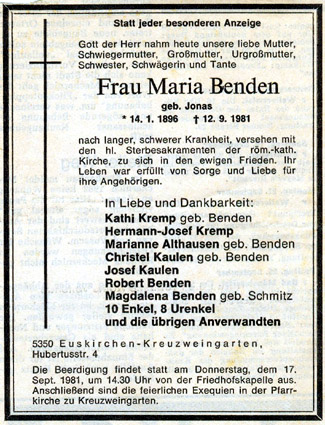 Statt jeder besonderen Anzeige
Gott der Herr nahm heute unsere liebe Mutter,
Schwiegermutter, Großmutter, Urgroßmutter,
Schwester, Schwägerin und Tante
Frau Maria Benden
geb. Jonas
* 14. 1. 1896 † 12. 9. 1981
nach langer, schwerer Krankheit, versehen mit
den hl. Sterbesakramenten der röm.-kath.
Kirche, zu sich in den ewigen Frieden. Ihr
Leben war erfüllt von Sorge und Liebe für
ihre Angehörigen.
In Liebe und Dankbarkeit:
Kathi Kremp geb. Benden
Hermann-Josef Kremp
Marianne Althausen geb. Benden
Christel Kaulen geb. Benden
Josef Kaulen
Robert Benden
Magdalena Benden geb. Schmitz
10 Enkel, 8 Urenkel
und die übrigen Anverwandten
5350 Euskirchen-Kreuzweingarten,
Hubertusstr. 4
Die Beerdigung findet statt am Donnerstag, dem 17.
Sept. 1981, um 14.30 Uhr von der Friedhofskapelle aus.
Anschließend sind die feierlichen Exequien in der Pfarr-
kirche zu Kreuzweingarten.